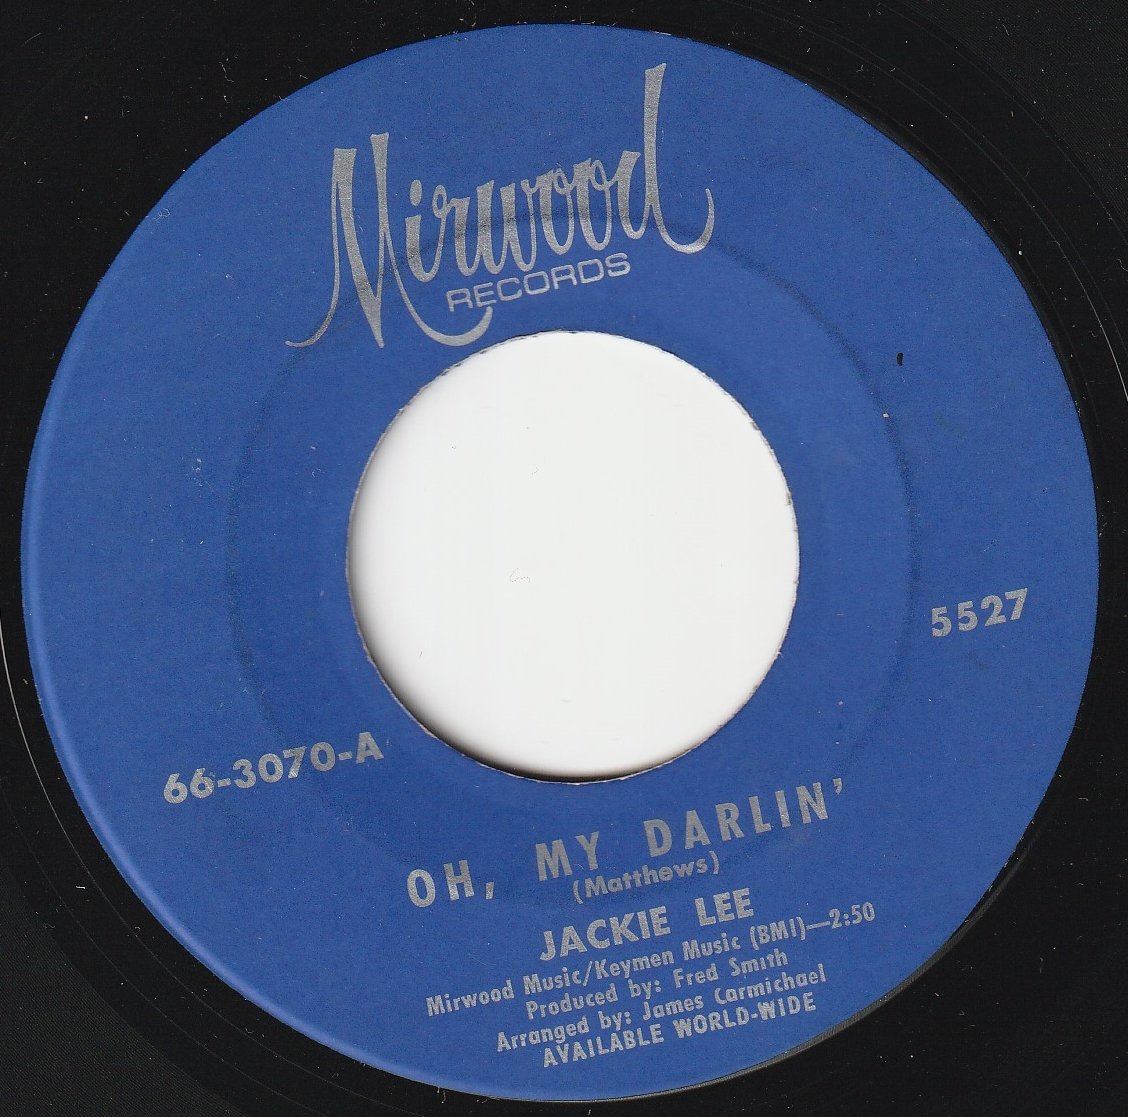 Mirwood
RECORDS
5527
66-3070-A
OH, MY DARLIN'
(Matthews)
JACKIE LEE
Mirwood Music/Keymen Music (BMI)—2:50
Produced by: Fred Smith
Arranged by: James Carmichael
AVAILABLE WORLD-WIDE